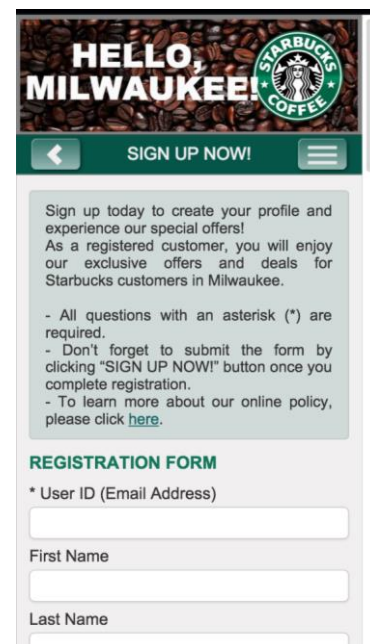 HELLO,
MILWAUKEE!
STARBUCKS
COFFEE
SIGN UP NOW!
Sign up today to create your profile and
experience our special offers!
As a registered customer, you will enjoy
our exclusive offers and deals for
Starbucks customers in Milwaukee.
- All questions with an asterisk (*) are
required.
- Don't forget to submit the form by
clicking “SIGN UP NOW!” button once you
complete registration.
- To learn more about our online policy,
please click here.
REGISTRATION FORM
* User ID (Email Address)
First Name
Last Name